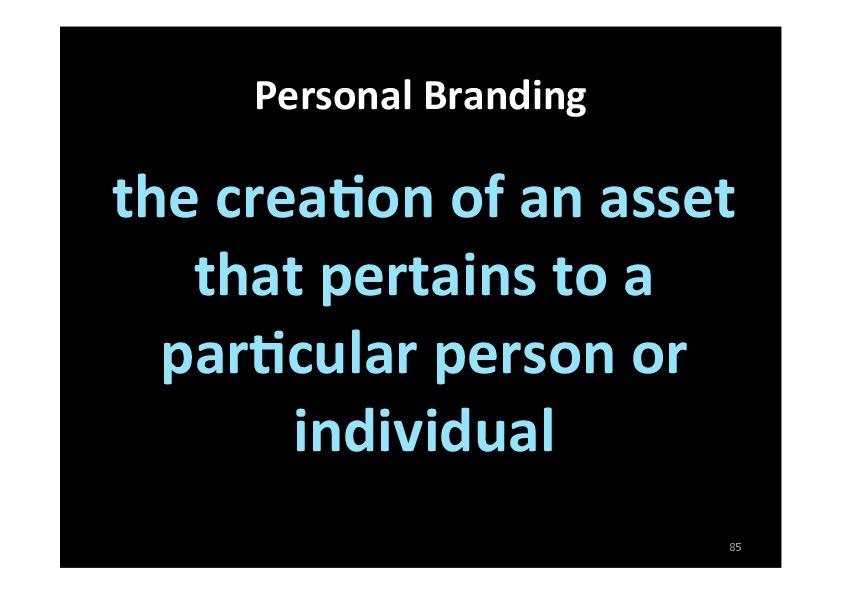 Personal Branding
the creation of an asset
that pertains to a
particular person or
individual
85